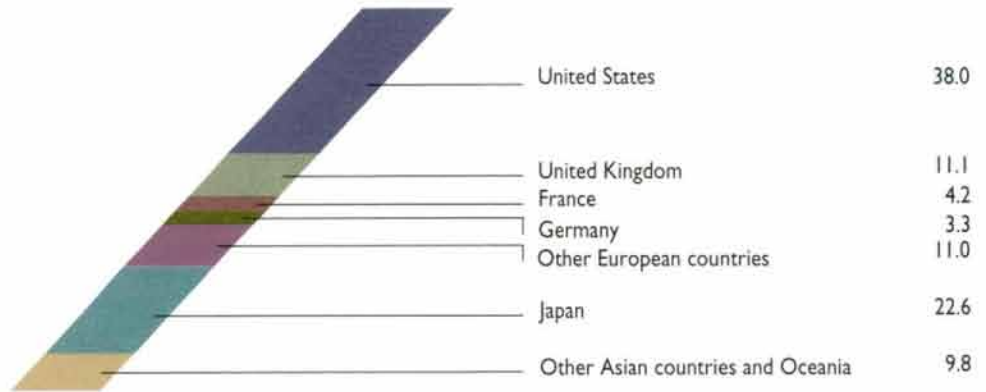 United States 38.0
United Kingdom 11.1
France 4.2
Germany 3.3
Other European countries 11.0
Japan 22.6
Other Asian countries and Oceania 9.8